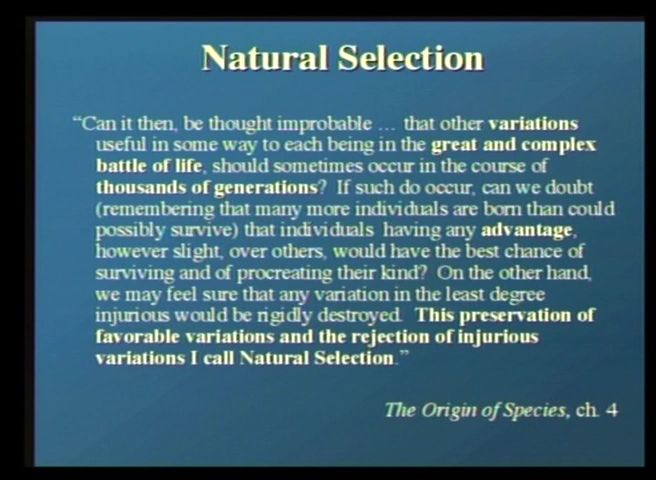 Natural Selection
“Can it then, be thought improbable … that other variations
useful in some way to each being in the great and complex
battle of life, should sometimes occur in the course of
thousands of generations? If such do occur, can we doubt
(remembering that many more individuals are born than could
possibly survive) that individuals having any advantage,
however slight, over others, would have the best chance of
surviving and of procreating their kind? On the other hand,
we may feel sure that any variation in the least degree
injurious would be rigidly destroyed. This preservation of
favorable variations and the rejection of injurious
variations I call Natural Selection.”
The Origin of Species, ch. 4